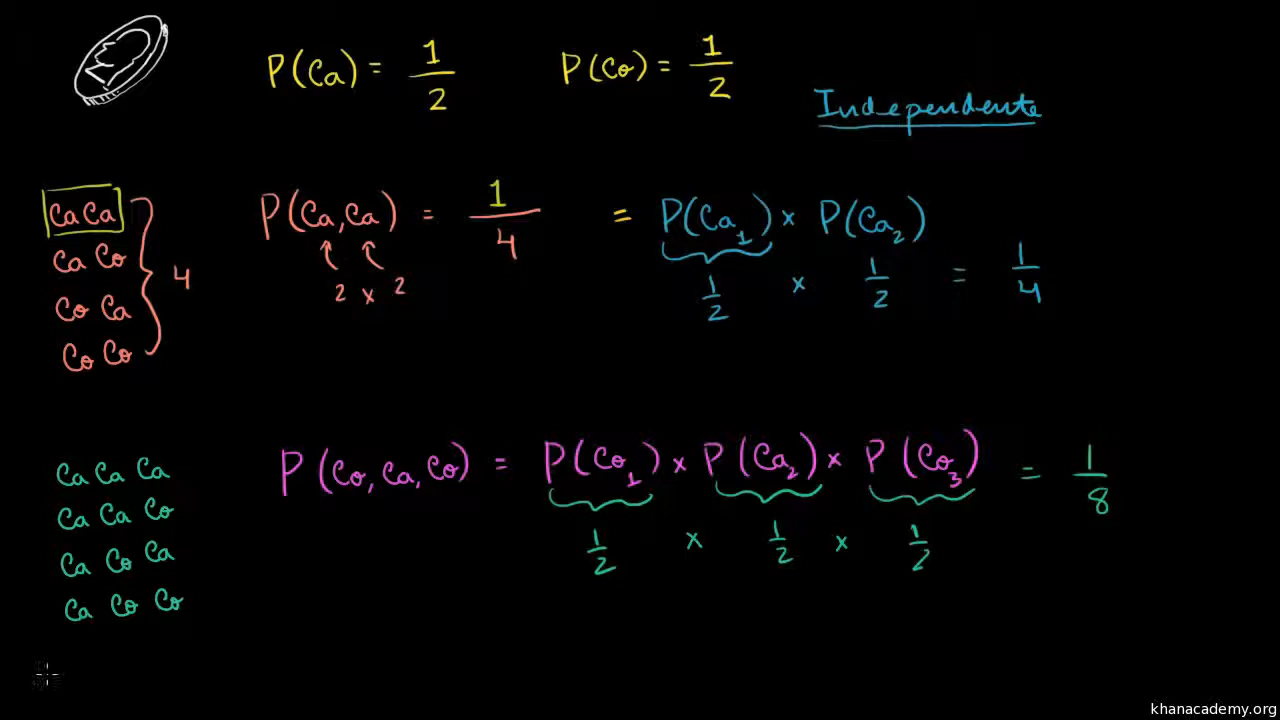 P(Ca) = 1/2 P(Co) = 1/2
Independente
Ca Ca
Ca Co
Co Ca
Co Co
4
P(Ca,Ca) = 1/4 = P(Ca₁) × P(Ca₂)
2 × 2
1/2 × 1/2 = 1/4
P(Co,Ca,Co) = P(Co₁) × P(Ca₂) × P(Co₃) = 1/8
1/2 × 1/2 × 1/2
Ca Ca Ca
Ca Ca Co
Ca Co Ca
Ca Co Co
khanacademy.org